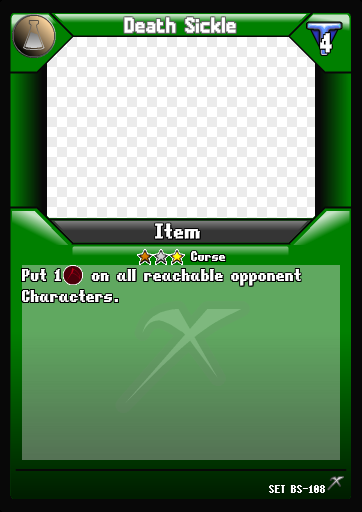 Death Sickle
4
Item
Curse
Put 1 on all reachable opponent
Characters.
SET BS-108